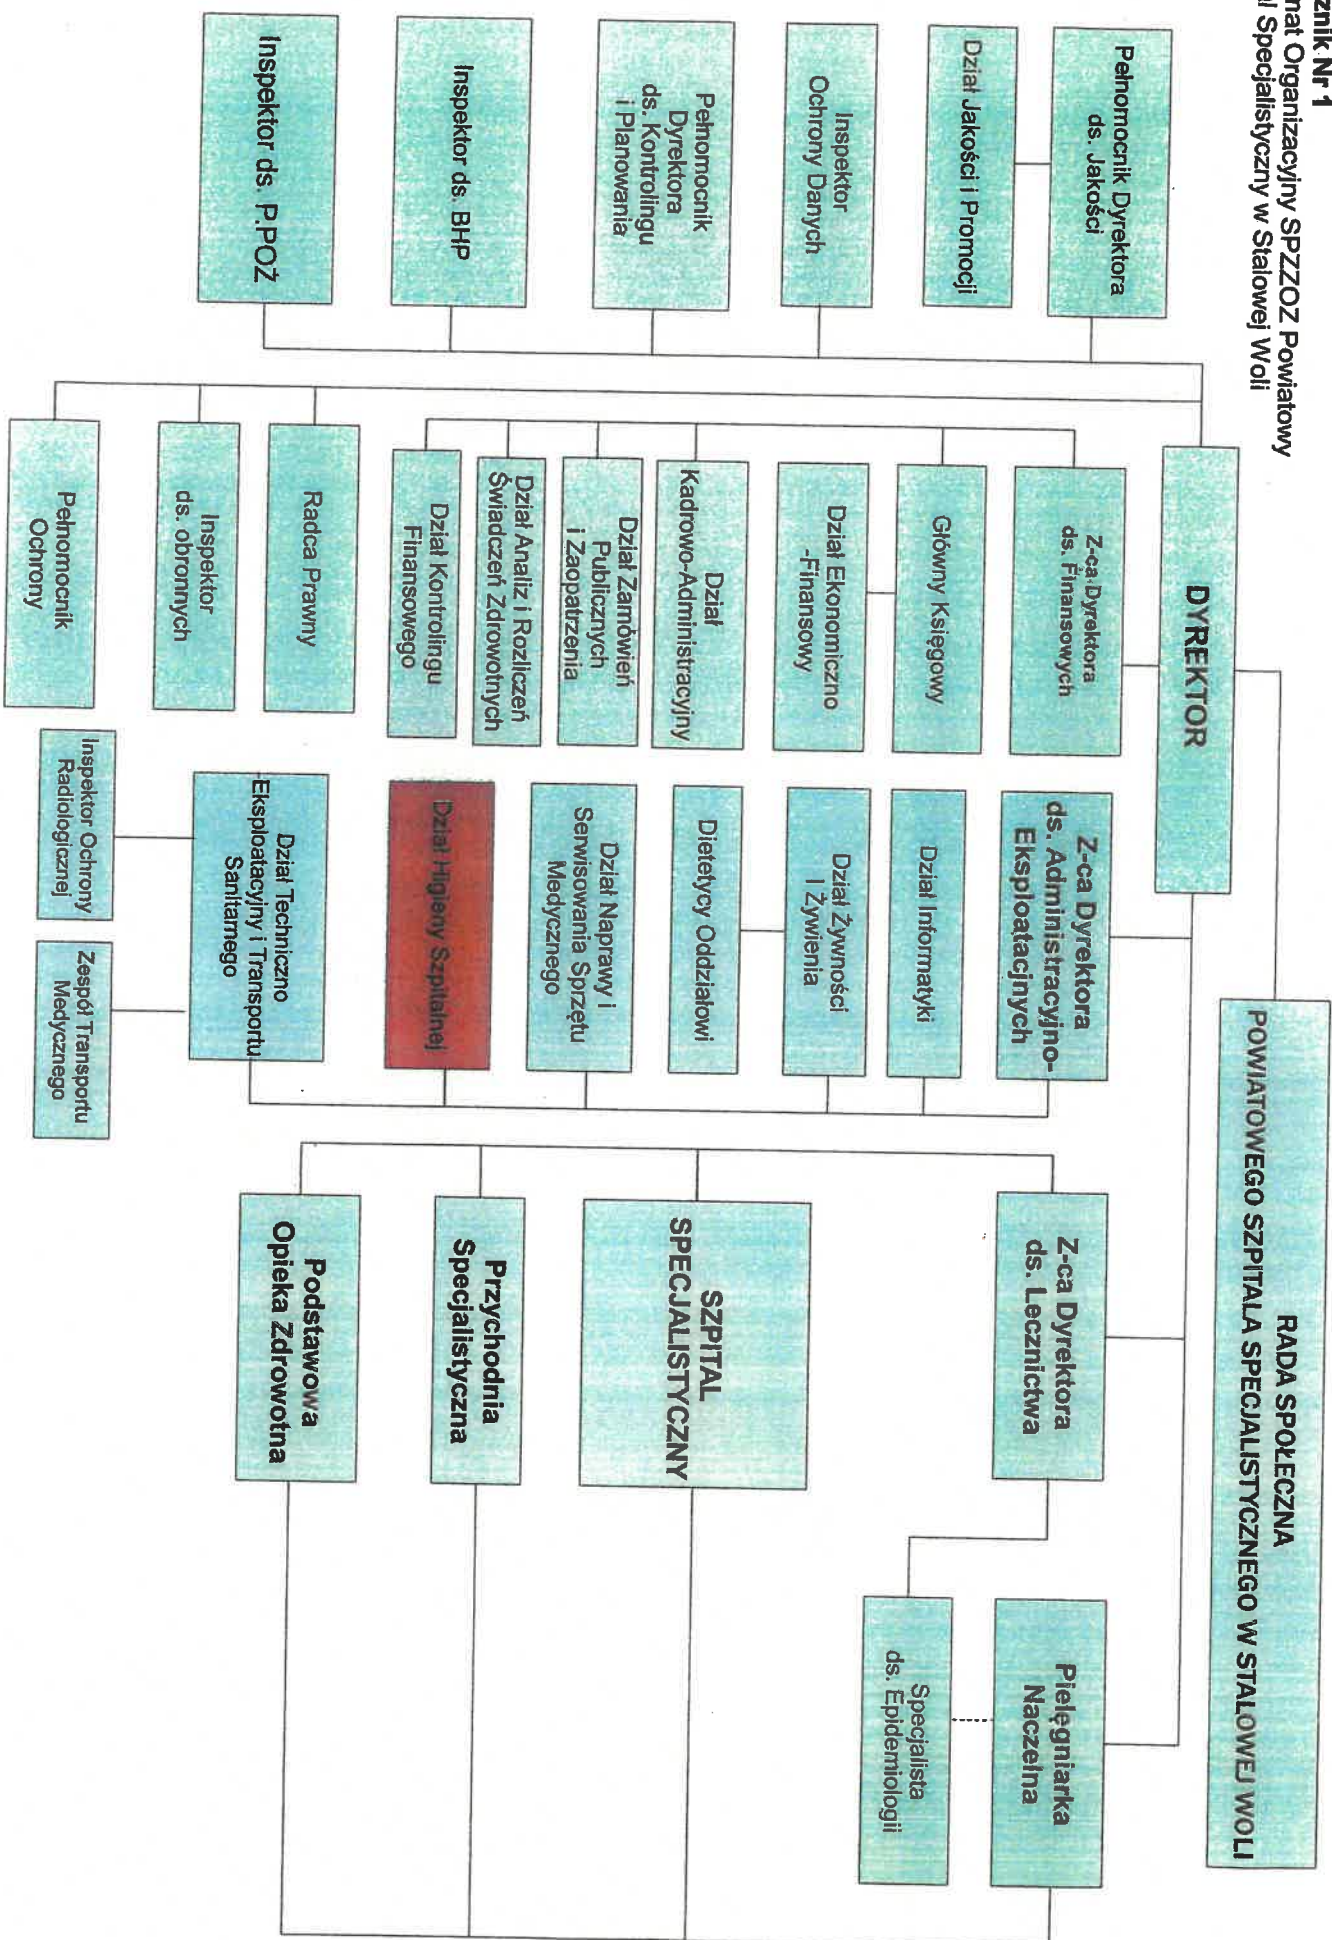 znik Nr 1
nat Organizacyjny SPZZOZ Powiatowy
l Specjalistyczny w Stalowej Woli
RADA SPOŁECZNA
POWIATOWEGO SZPITALA SPECJALISTYCZNEGO W STALOWEJ WOLI
DYREKTOR
Pełnomocnik Dyrektora
ds. Jakości
Dział Jakości i Promocji
Inspektor
Ochrony Danych
Pełnomocnik
Dyrektora
ds. Kontrolingu
i Planowania
Inspektor ds. BHP
Inspektor ds. P.POŻ
Z-ca Dyrektora
ds. Finansowych
Główny Księgowy
Dział Ekonomiczno
-Finansowy
Dział
Kadrowo-Administracyjny
Dział Zamówień
Publicznych
i Zaopatrzenia
Dział Analiz i Rozliczeń
Świadczeń Zdrowotnych
Dział Kontrolingu
Finansowego
Radca Prawny
Inspektor
ds. obronnych
Pełnomocnik
Ochrony
Z-ca Dyrektora
ds. Administracyjno-
Eksploatacjnych
Dział Informatyki
Dział Żywności
I Żywienia
Dietetycy Oddziałowi
Dział Naprawy i
Serwisowania Sprzętu
Medycznego
Dział Higieny Szpitalnej
Dział Techniczno
Eksploatacyjny i Transportu
Sanitarnego
Inspektor Ochrony
Radiologicznej
Zespół Transportu
Medycznego
Z-ca Dyrektora
ds. Lecznictwa
SZPITAL
SPECJALISTYCZNY
Przychodnia
Specjalistyczna
Podstawowa
Opieka Zdrowotna
Pielęgniarka
Naczelna
Specjalista
ds. Epidemiologii